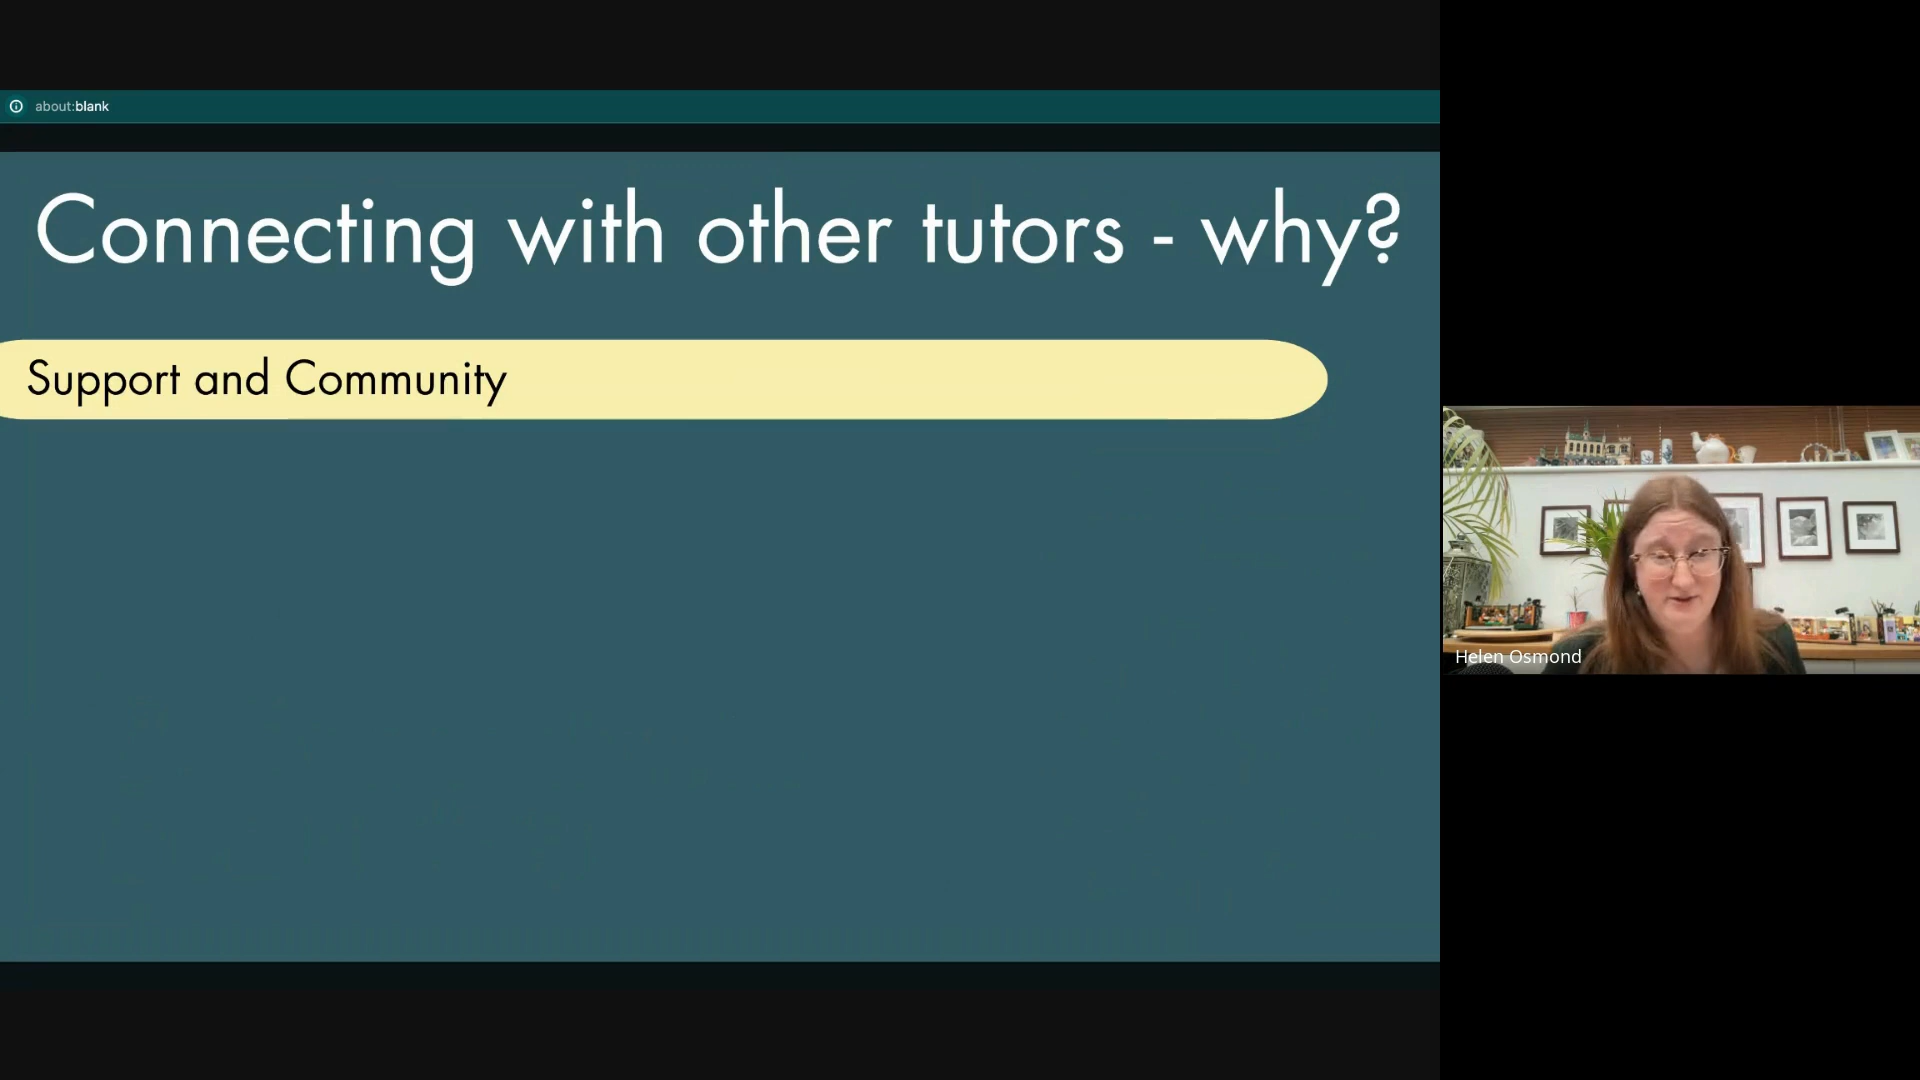 about:blank
Connecting with other tutors - why?
Support and Community
Helen Osmond